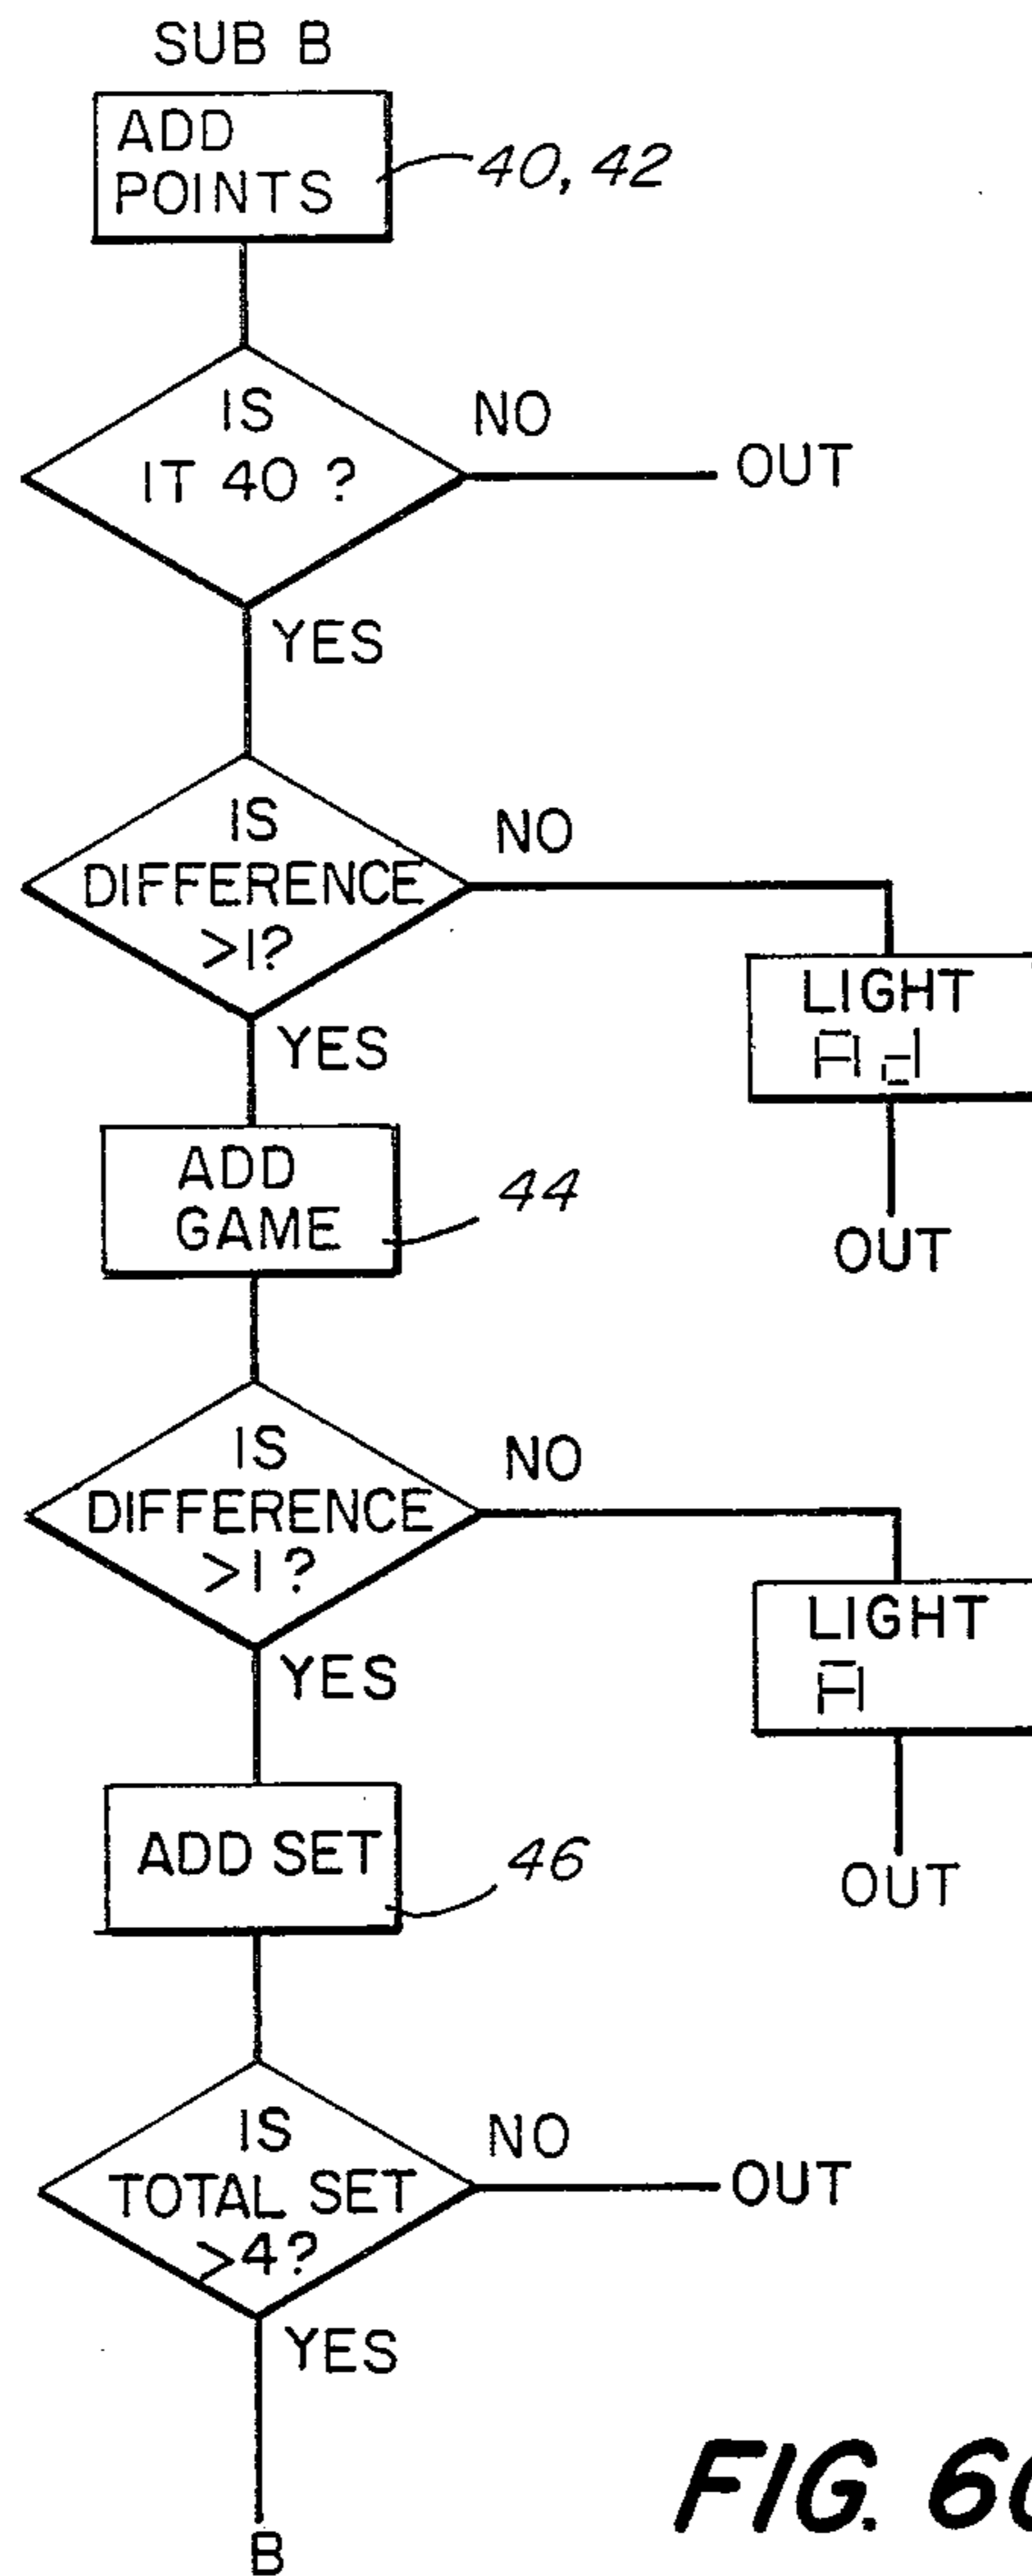 SUB B
ADD
POINTS
40, 42
IS
IT 40 ?
NO
OUT
YES
IS
DIFFERENCE
>1?
NO
LIGHT
Ad
OUT
YES
ADD
GAME
44
IS
DIFFERENCE
>1?
NO
LIGHT
A
OUT
YES
ADD SET
46
IS
TOTAL SET
>4?
NO
OUT
YES
B
FIG.